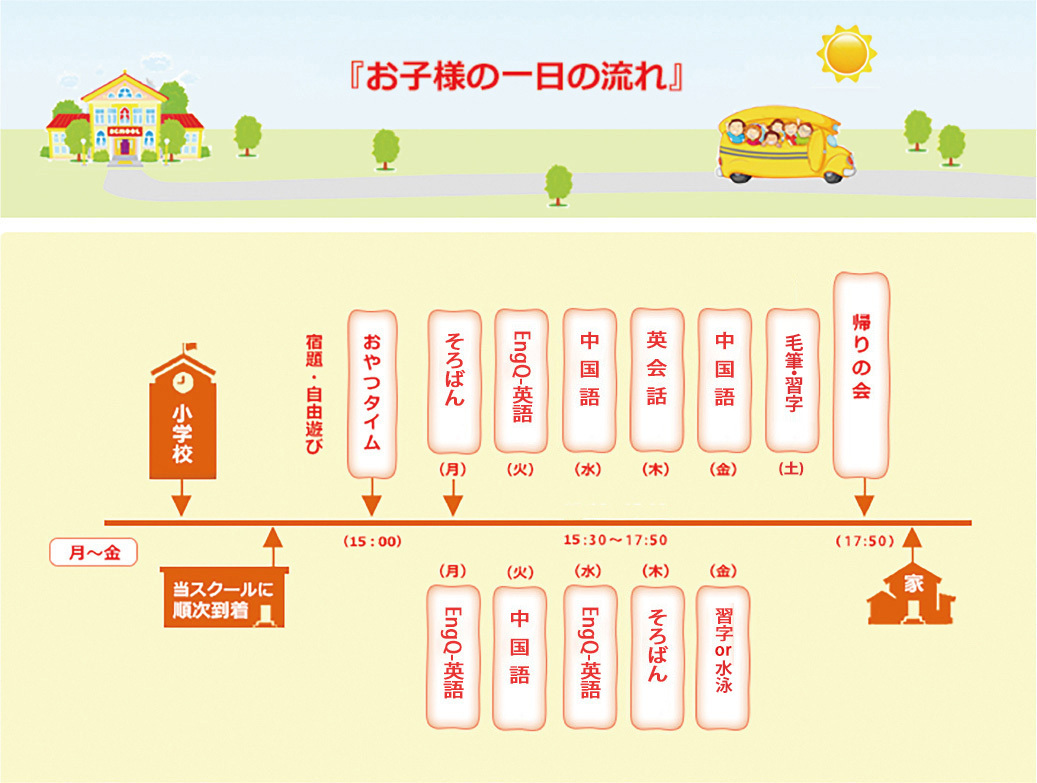 『お子様の一日の流れ』
SCHOOL
小学校
宿題・自由遊び
おやつタイム
そろばん
EngQ-英語
中国語
英会話
中国語
毛筆・習字
帰りの会
(月)
(火)
(水)
(木)
(金)
(土)
月～金
(15：00)
15:30～17:50
(17:50)
当スクールに
順次到着
家
(月)
(火)
(水)
(木)
(金)
EngQ-英語
中国語
EngQ-英語
そろばん
習字or水泳